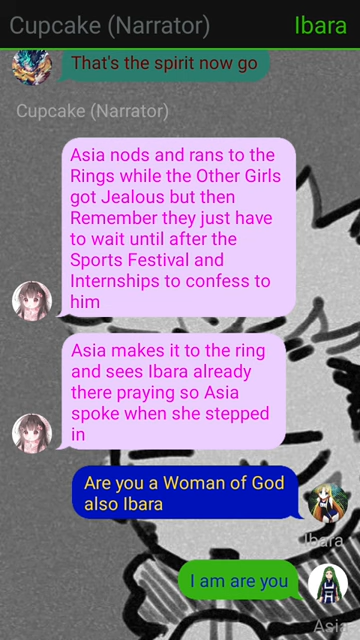 Cupcake (Narrator) Ibara
That's the spirit now go
Cupcake (Narrator)
Asia nods and rans to the
Rings while the Other Girls
got Jealous but then
Remember they just have
to wait until after the
Sports Festival and
Internships to confess to
him
Asia makes it to the ring
and sees Ibara already
there praying so Asia
spoke when she stepped
in
Are you a Woman of God
also Ibara
Ibara
I am are you
Asia